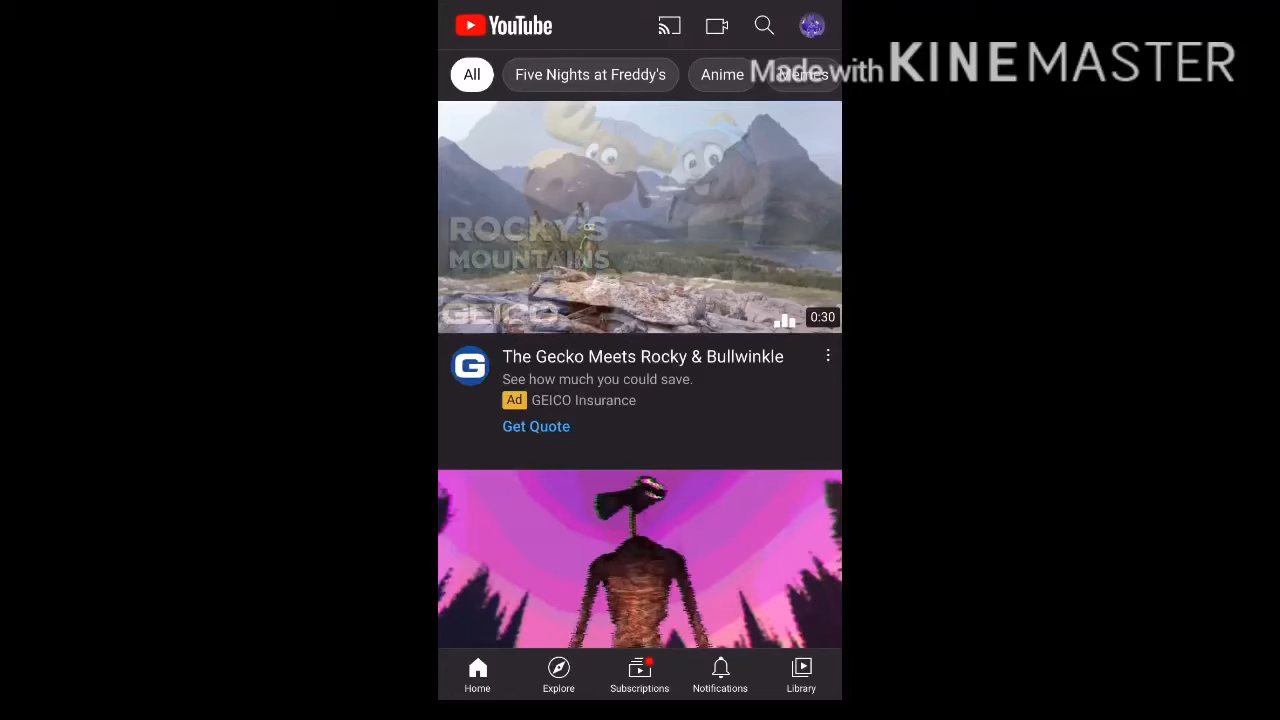 YouTube
Made with KINEMASTER
All
Five Nights at Freddy's
Anime
Memes
ROCKY'S
MOUNTAINS
GEICO
0:30
G
The Gecko Meets Rocky & Bullwinkle
See how much you could save.
Ad GEICO Insurance
Get Quote
Home
Explore
Subscriptions
Notifications
Library